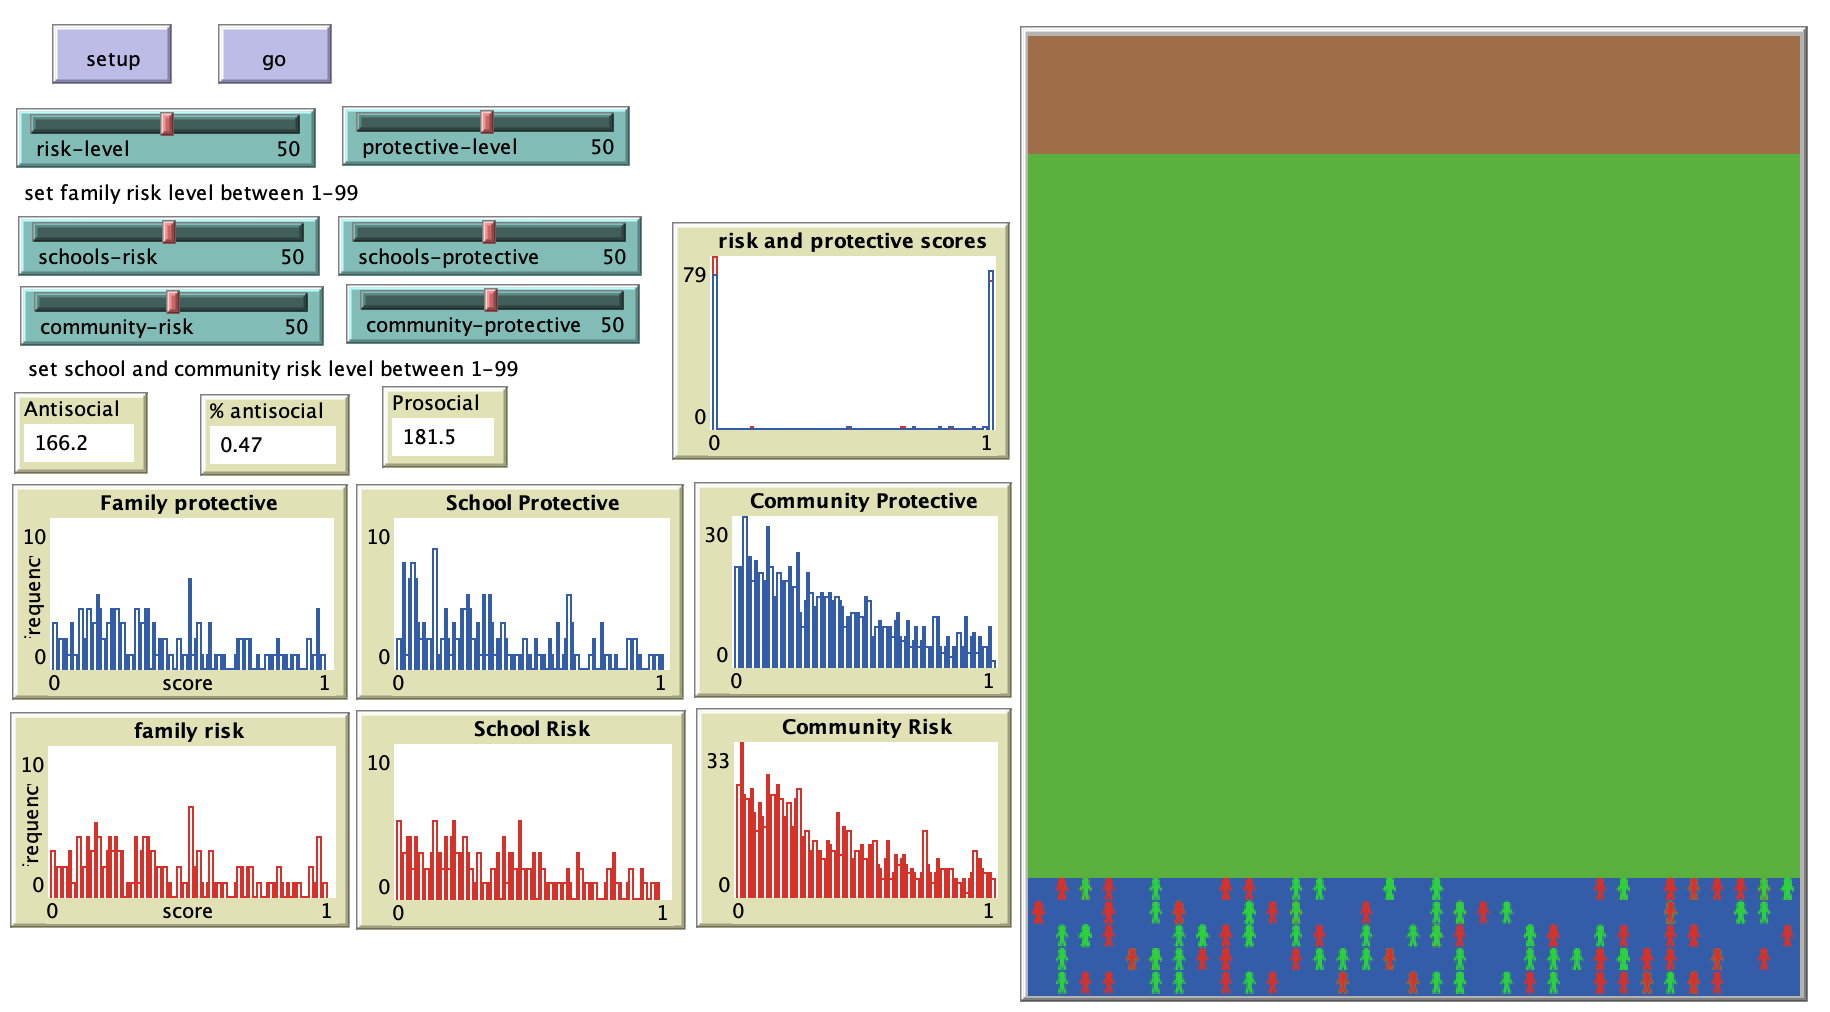 setup
go
risk-level 50
protective-level 50
set family risk level between 1-99
schools-risk 50
schools-protective 50
community-risk 50
community-protective 50
set school and community risk level between 1-99
Antisocial
166.2
% antisocial
0.47
Prosocial
181.5
risk and protective scores
79
0
0 1
Family protective
10
requenc
0
0 score 1
School Protective
10
0
0 1
Community Protective
30
0
0 1
family risk
10
requenc
0
0 score 1
School Risk
10
0
0 1
Community Risk
33
0
0 1